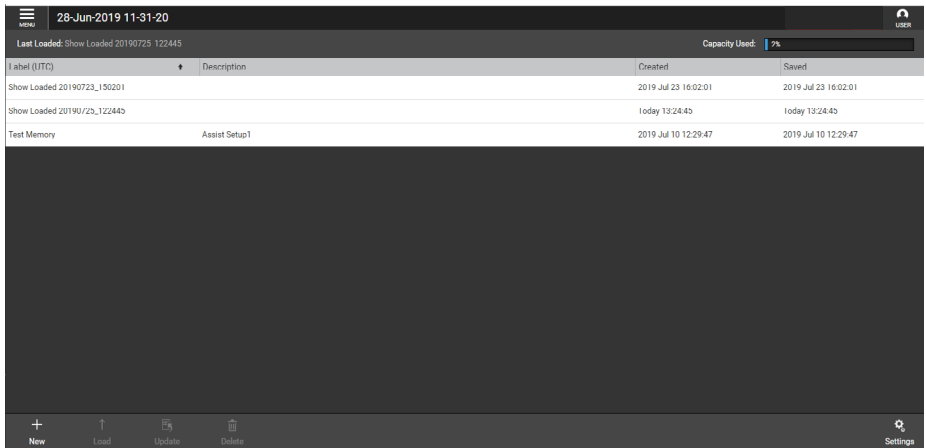 MENU
28-Jun-2019 11-31-20
USER
Last Loaded: Show Loaded 20190725_122445
Capacity Used: 2%
Label (UTC) Description Created Saved
Show Loaded 20190723_150201 2019 Jul 23 16:02:01 2019 Jul 23 16:02:01
Show Loaded 20190725_122445 Today 13:24:45 Today 13:24:45
Test Memory Assist Setup1 2019 Jul 10 12:29:47 2019 Jul 10 12:29:47
New Load Update Delete Settings